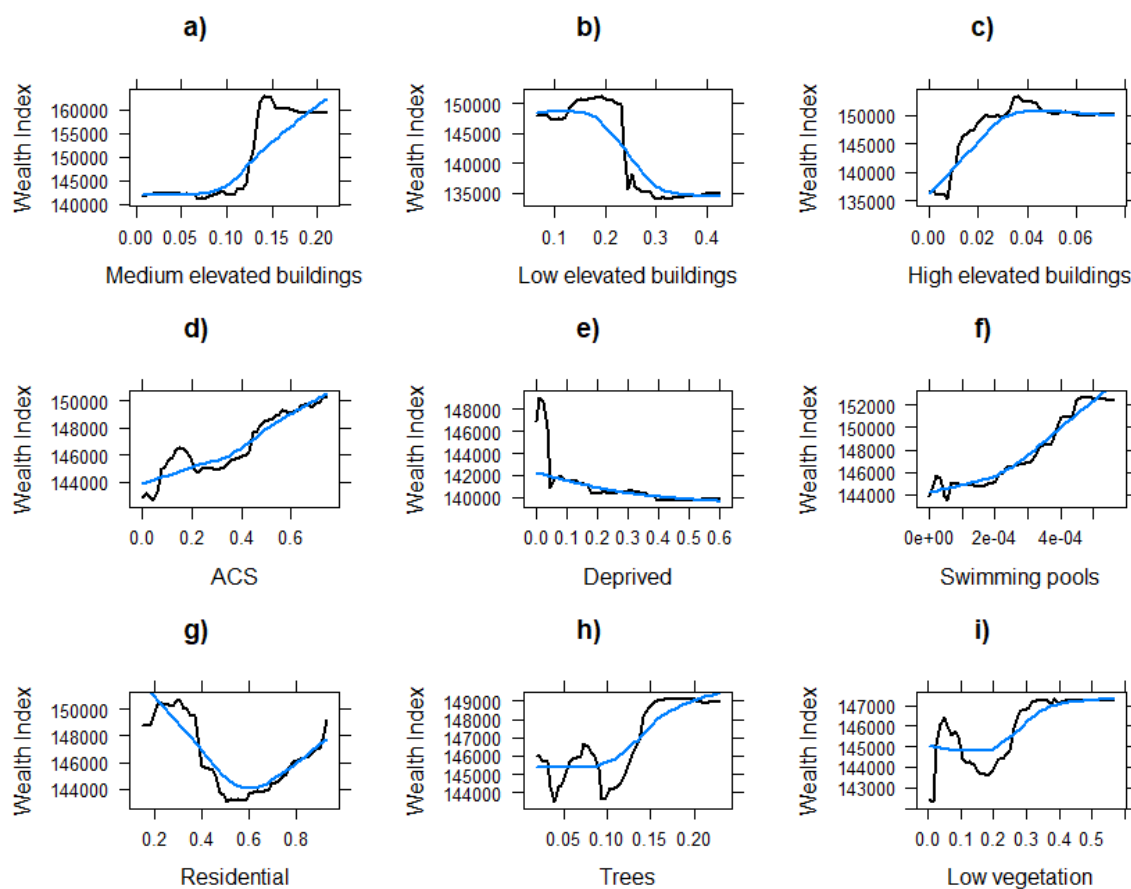 a)
Wealth Index
160000
155000
150000
145000
140000
0.00 0.05 0.10 0.15 0.20
Medium elevated buildings
b)
Wealth Index
150000
145000
140000
135000
0.1 0.2 0.3 0.4
Low elevated buildings
c)
Wealth Index
150000
145000
140000
135000
0.00 0.02 0.04 0.06
High elevated buildings
d)
Wealth Index
150000
148000
146000
144000
0.0 0.2 0.4 0.6
ACS
e)
Wealth Index
148000
146000
144000
142000
140000
0.0 0.1 0.2 0.3 0.4 0.5 0.6
Deprived
f)
Wealth Index
152000
150000
148000
146000
144000
0e+00 2e-04 4e-04
Swimming pools
g)
Wealth Index
150000
148000
146000
144000
0.2 0.4 0.6 0.8
Residential
h)
Wealth Index
149000
148000
147000
146000
145000
144000
0.05 0.10 0.15 0.20
Trees
i)
Wealth Index
147000
146000
145000
144000
143000
0.0 0.1 0.2 0.3 0.4 0.5
Low vegetation